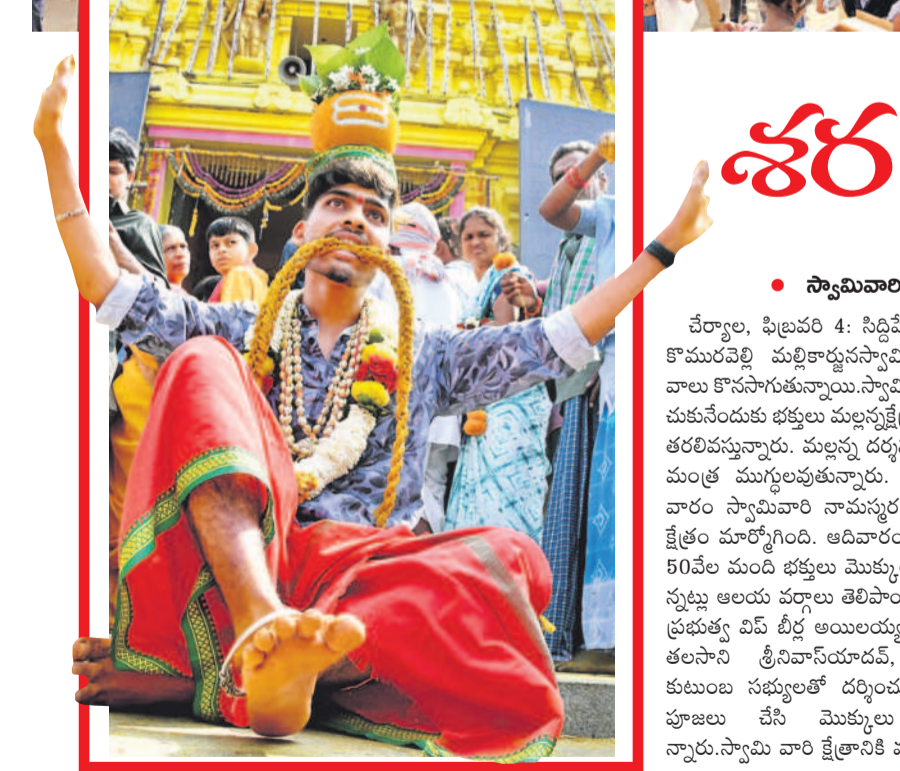 శర
• స్వామివారి
చేర్యాల, ఫిబ్రవరి 4: సిద్దిపే
కొమురవెల్లి మల్లికార్జునస్వామి
వాలు కొనసాగుతున్నాయి.స్వామి
చుకునేందుకు భక్తులు మల్లన్నక్షే
తరలివస్తున్నారు. మల్లన్న దర్శన
మంత్ర ముగ్ధులవుతున్నారు.
వారం స్వామివారి నామస్మర
క్షేత్రం మార్మోగింది. ఆదివారం
50వేల మంది భక్తులు మొక్కు
న్నట్లు ఆలయ వర్గాలు తెలిపాయ
ప్రభుత్వ విప్ బీర్ల అయిలయ్య
తలసాని శ్రీనివాస్‌యాదవ్,
కుటుంబ సభ్యులతో దర్శించు
పూజలు చేసి మొక్కులు
న్నారు.స్వామి వారి క్షేత్రానికి